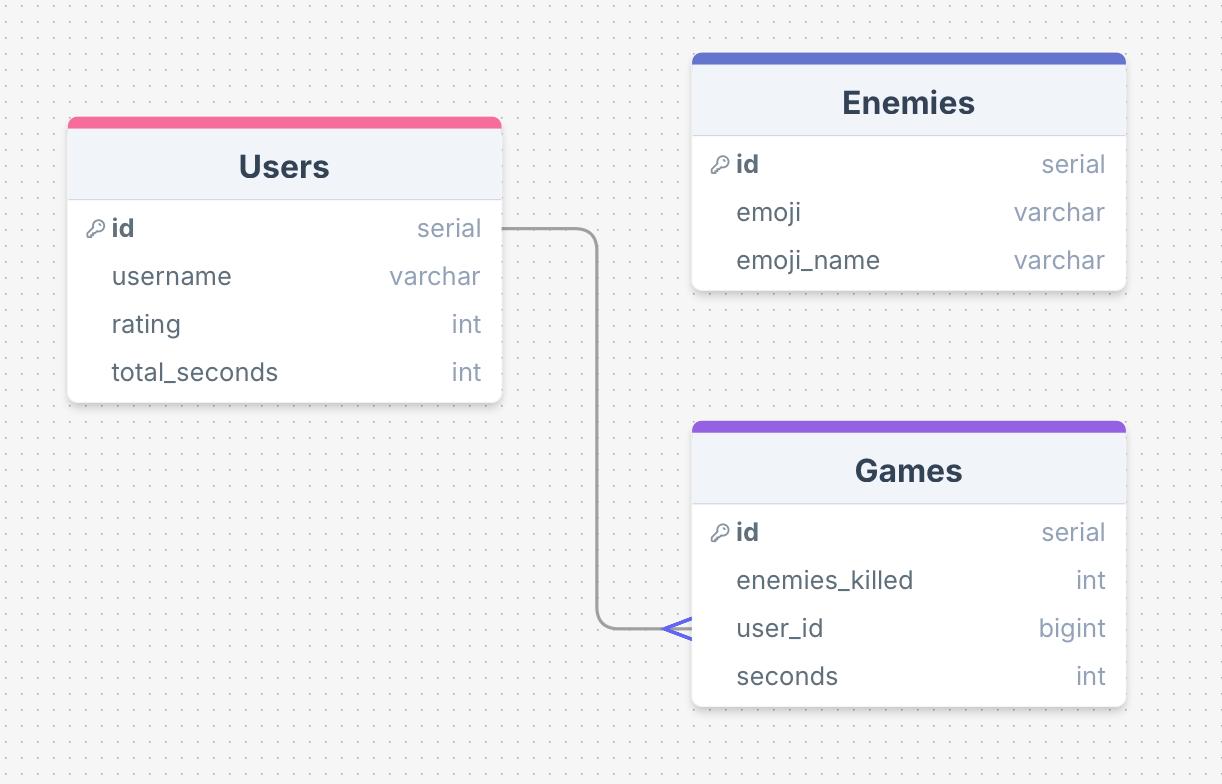 Users
id serial
username varchar
rating int
total_seconds int
Enemies
id serial
emoji varchar
emoji_name varchar
Games
id serial
enemies_killed int
user_id bigint
seconds int